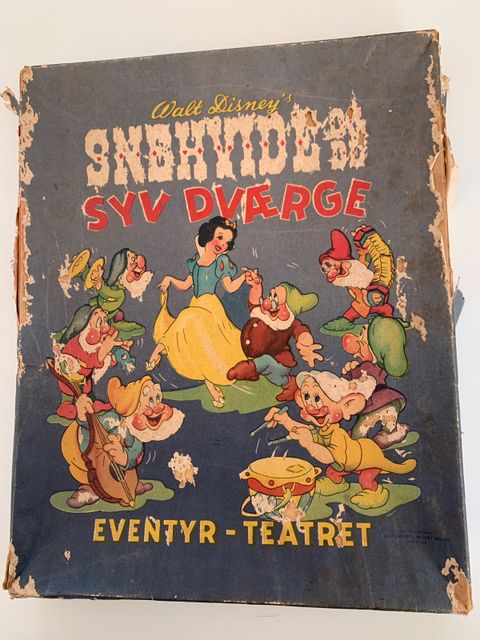 Walt Disney's
SNEHVIDE OG DE
SYV DVÆRGE
EVENTYR - TEATRET